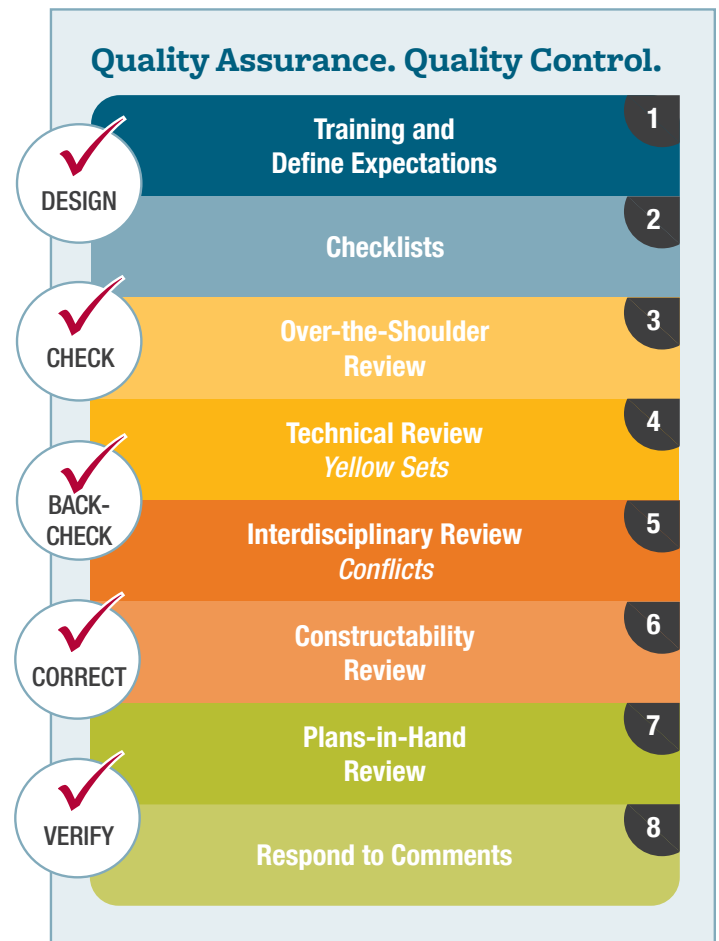 Quality Assurance. Quality Control.
1
Training and
Define Expectations
DESIGN
2
Checklists
3
Over-the-Shoulder
Review
CHECK
4
Technical Review
Yellow Sets
BACK-
CHECK
5
Interdisciplinary Review
Conflicts
6
Constructability
Review
CORRECT
7
Plans-in-Hand
Review
VERIFY
8
Respond to Comments